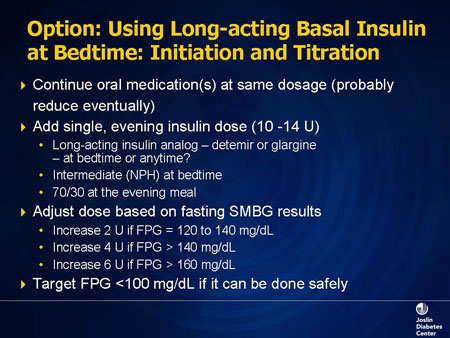 Option: Using Long-acting Basal Insulin
at Bedtime: Initiation and Titration
Continue oral medication(s) at same dosage (probably
reduce eventually)
Add single, evening insulin dose (10 -14 U)
• Long-acting insulin analog – detemir or glargine
– at bedtime or anytime?
• Intermediate (NPH) at bedtime
• 70/30 at the evening meal
Adjust dose based on fasting SMBG results
• Increase 2 U if FPG = 120 to 140 mg/dL
• Increase 4 U if FPG > 140 mg/dL
• Increase 6 U if FPG > 160 mg/dL
Target FPG <100 mg/dL if it can be done safely
Joslin
Diabetes
Center